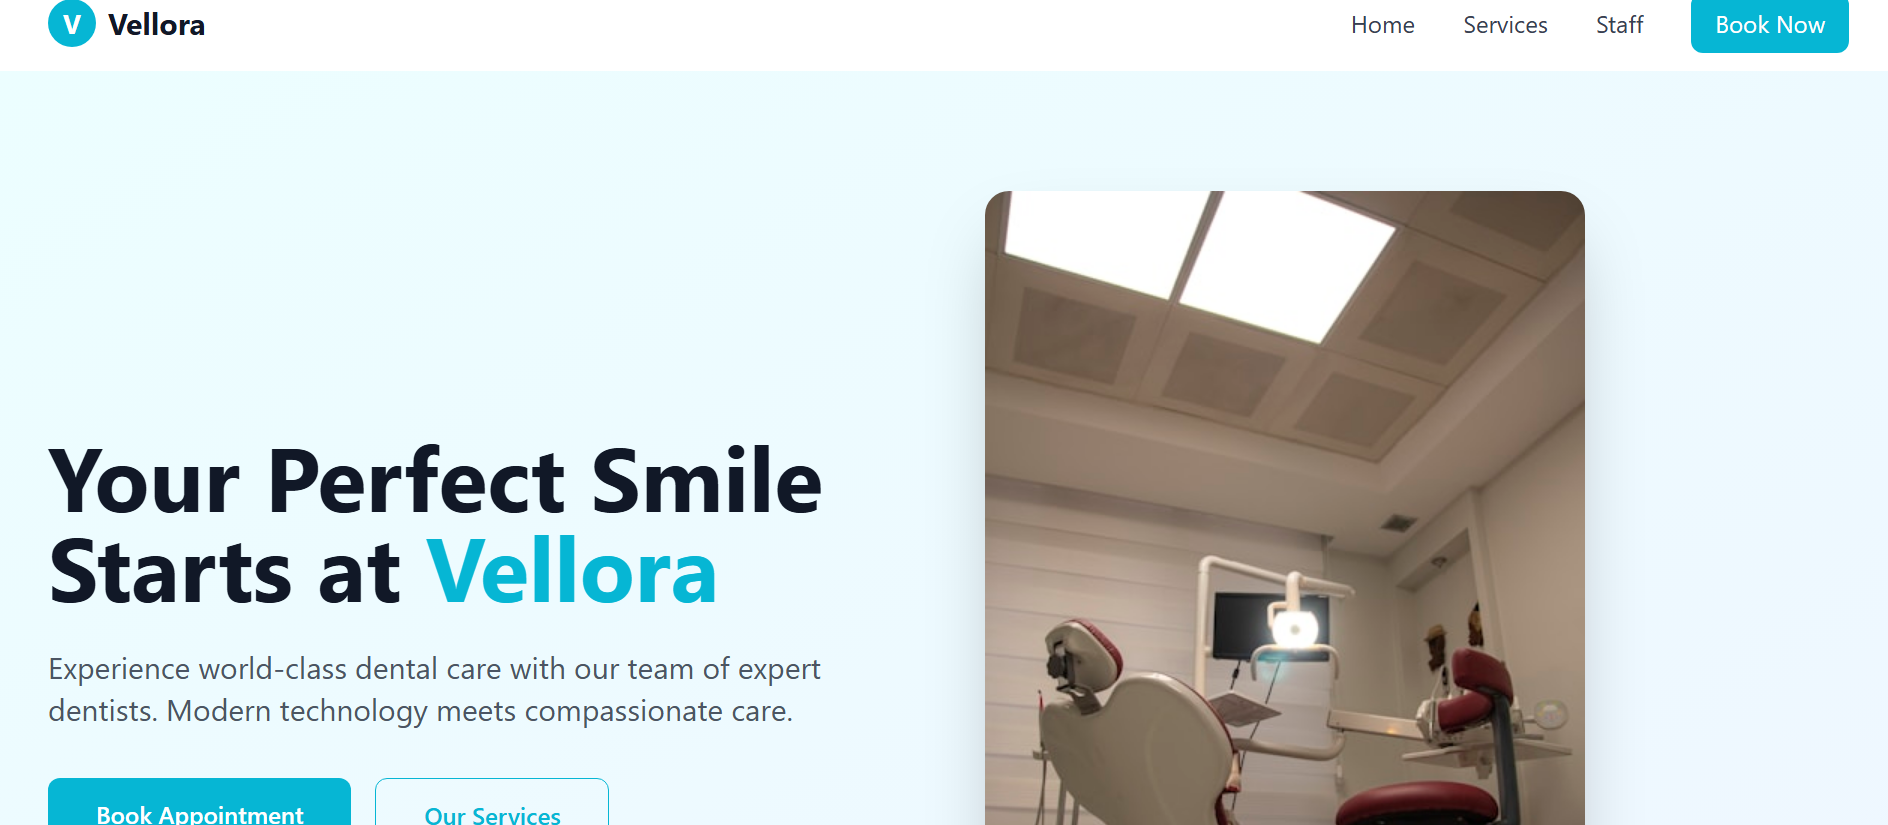 V Vellora
Home Services Staff Book Now
Your Perfect Smile
Starts at Vellora
Experience world-class dental care with our team of expert
dentists. Modern technology meets compassionate care.
Book Appointment Our Services